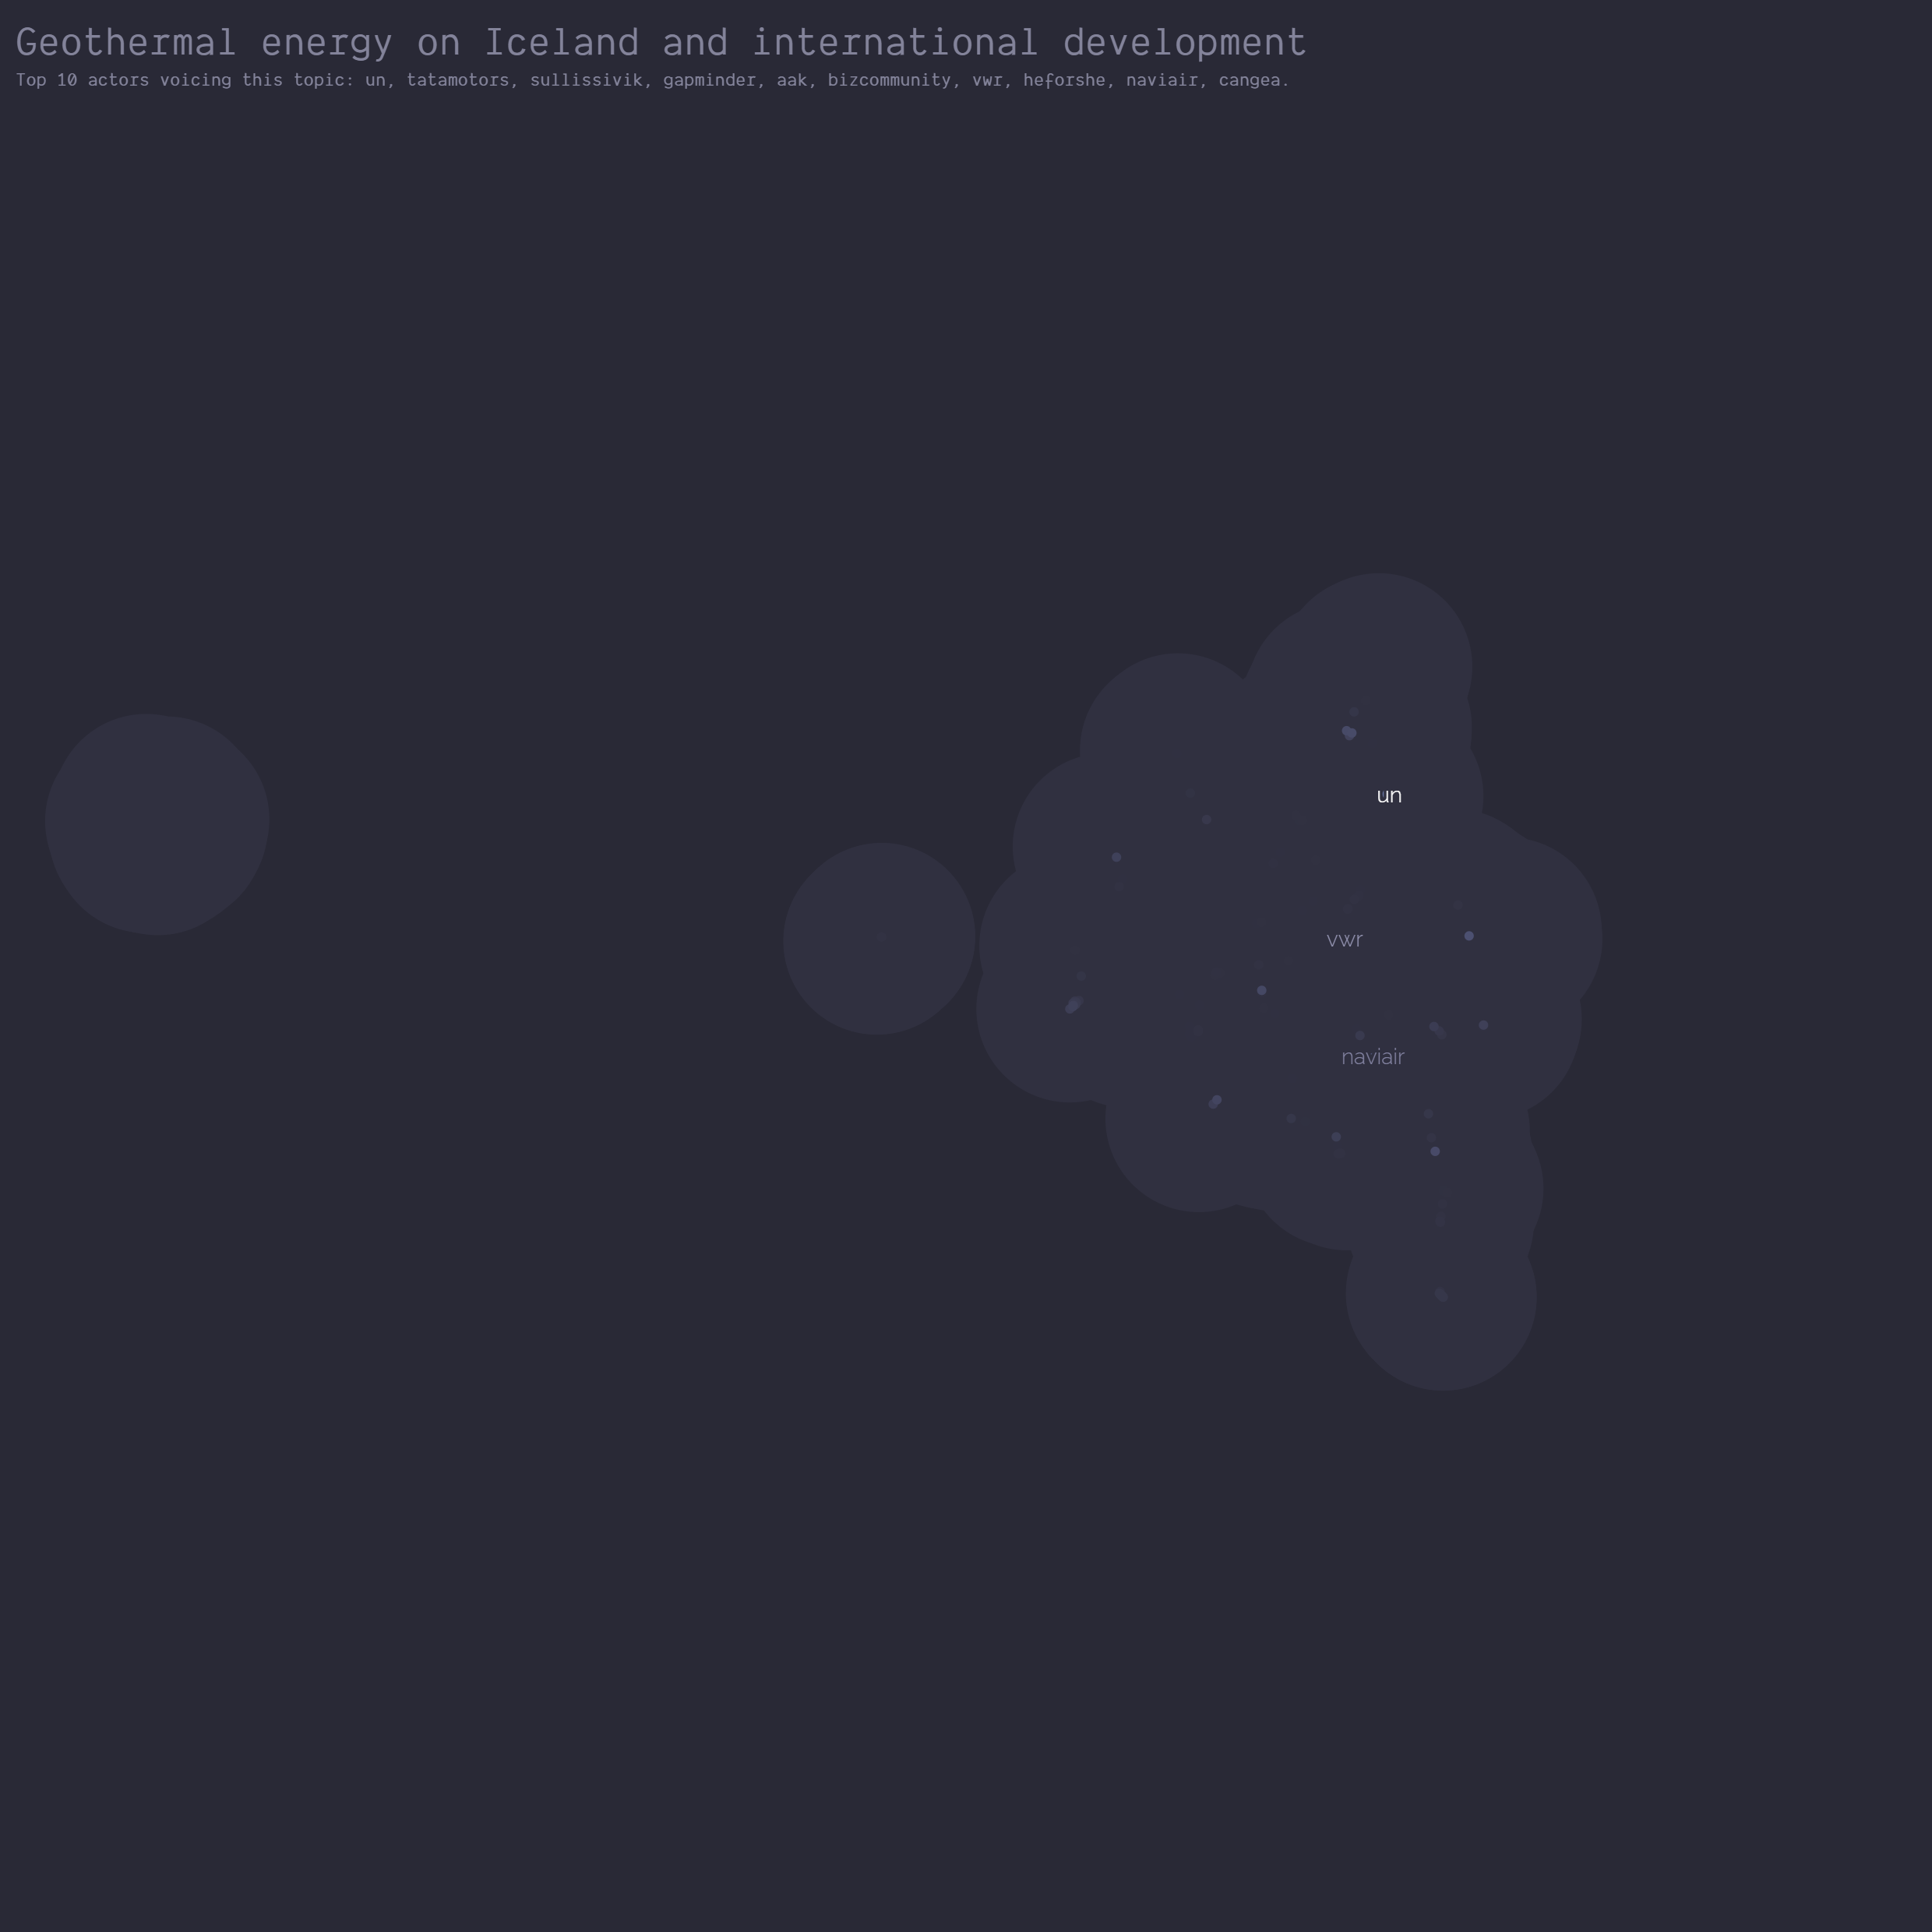 Geothermal energy on Iceland and international development
Top 10 actors voicing this topic: un, tatamotors, sullissivik, gapminder, aak, bizcommunity, vwr, heforshe, naviair, cangea.
un
vwr
naviair